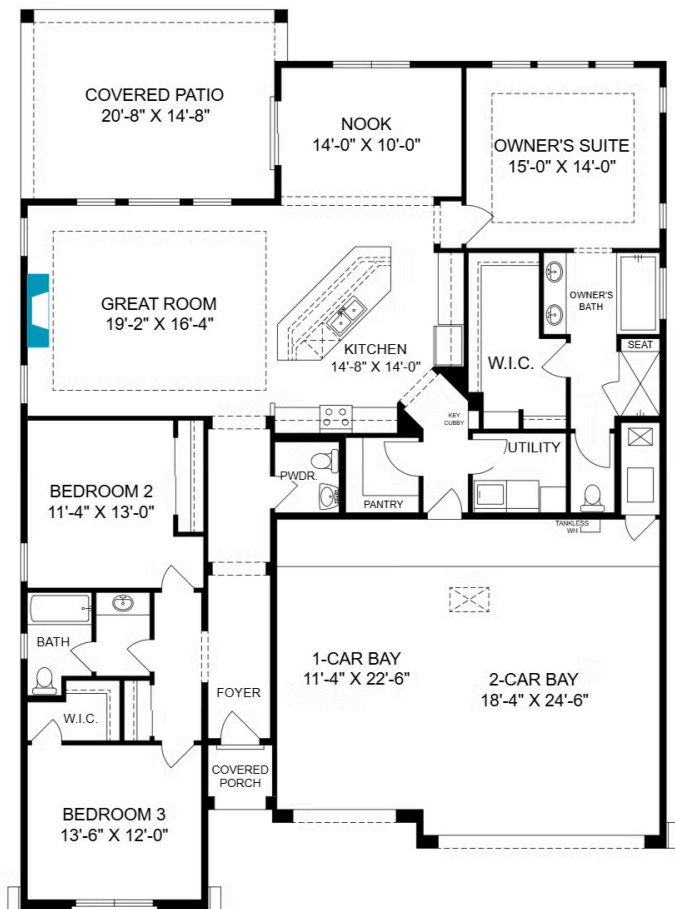 COVERED PATIO
20'-8" X 14'-8"
NOOK
14'-0" X 10'-0"
OWNER'S SUITE
15'-0" X 14'-0"
GREAT ROOM
19'-2" X 16'-4"
KITCHEN
14'-8" X 14'-0"
OWNER'S
BATH
SEAT
W.I.C.
KEY
CUBBY
UTILITY
PWDR.
PANTRY
BEDROOM 2
11'-4" X 13'-0"
TANKLESS
WH
BATH
W.I.C.
FOYER
1-CAR BAY
11'-4" X 22'-6"
2-CAR BAY
18'-4" X 24'-6"
COVERED
PORCH
BEDROOM 3
13'-6" X 12'-0"